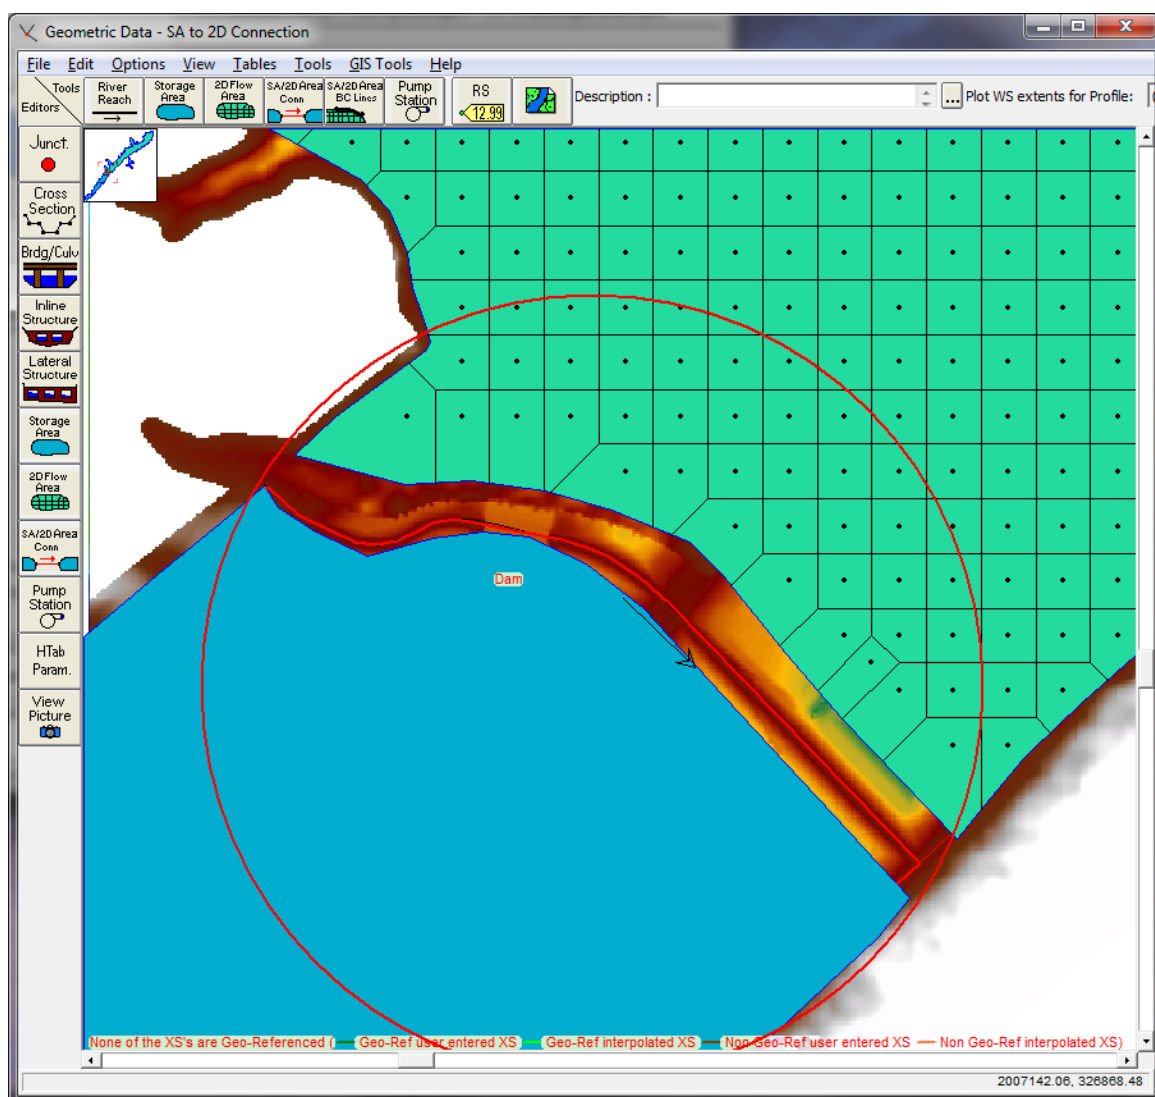 Geometric Data - SA to 2D Connection
File Edit Options View Tables Tools GIS Tools Help
Tools
Editors
River
Reach
Storage
Area
2D Flow
Area
SA/2D Area
Conn
SA/2D Area
BC Lines
Pump
Station
RS
12.99
Description :
... Plot WS extents for Profile:
Junct.
Cross
Section
Brdg/Culv
Inline
Structure
Lateral
Structure
Storage
Area
2D Flow
Area
SA/2D Area
Conn
Pump
Station
HTab
Param.
View
Picture
Dam
None of the XS's are Geo-Referenced ( Geo-Ref user entered XS Geo-Ref interpolated XS Non Geo-Ref user entered XS Non Geo-Ref interpolated XS)
2007142.06, 326868.48